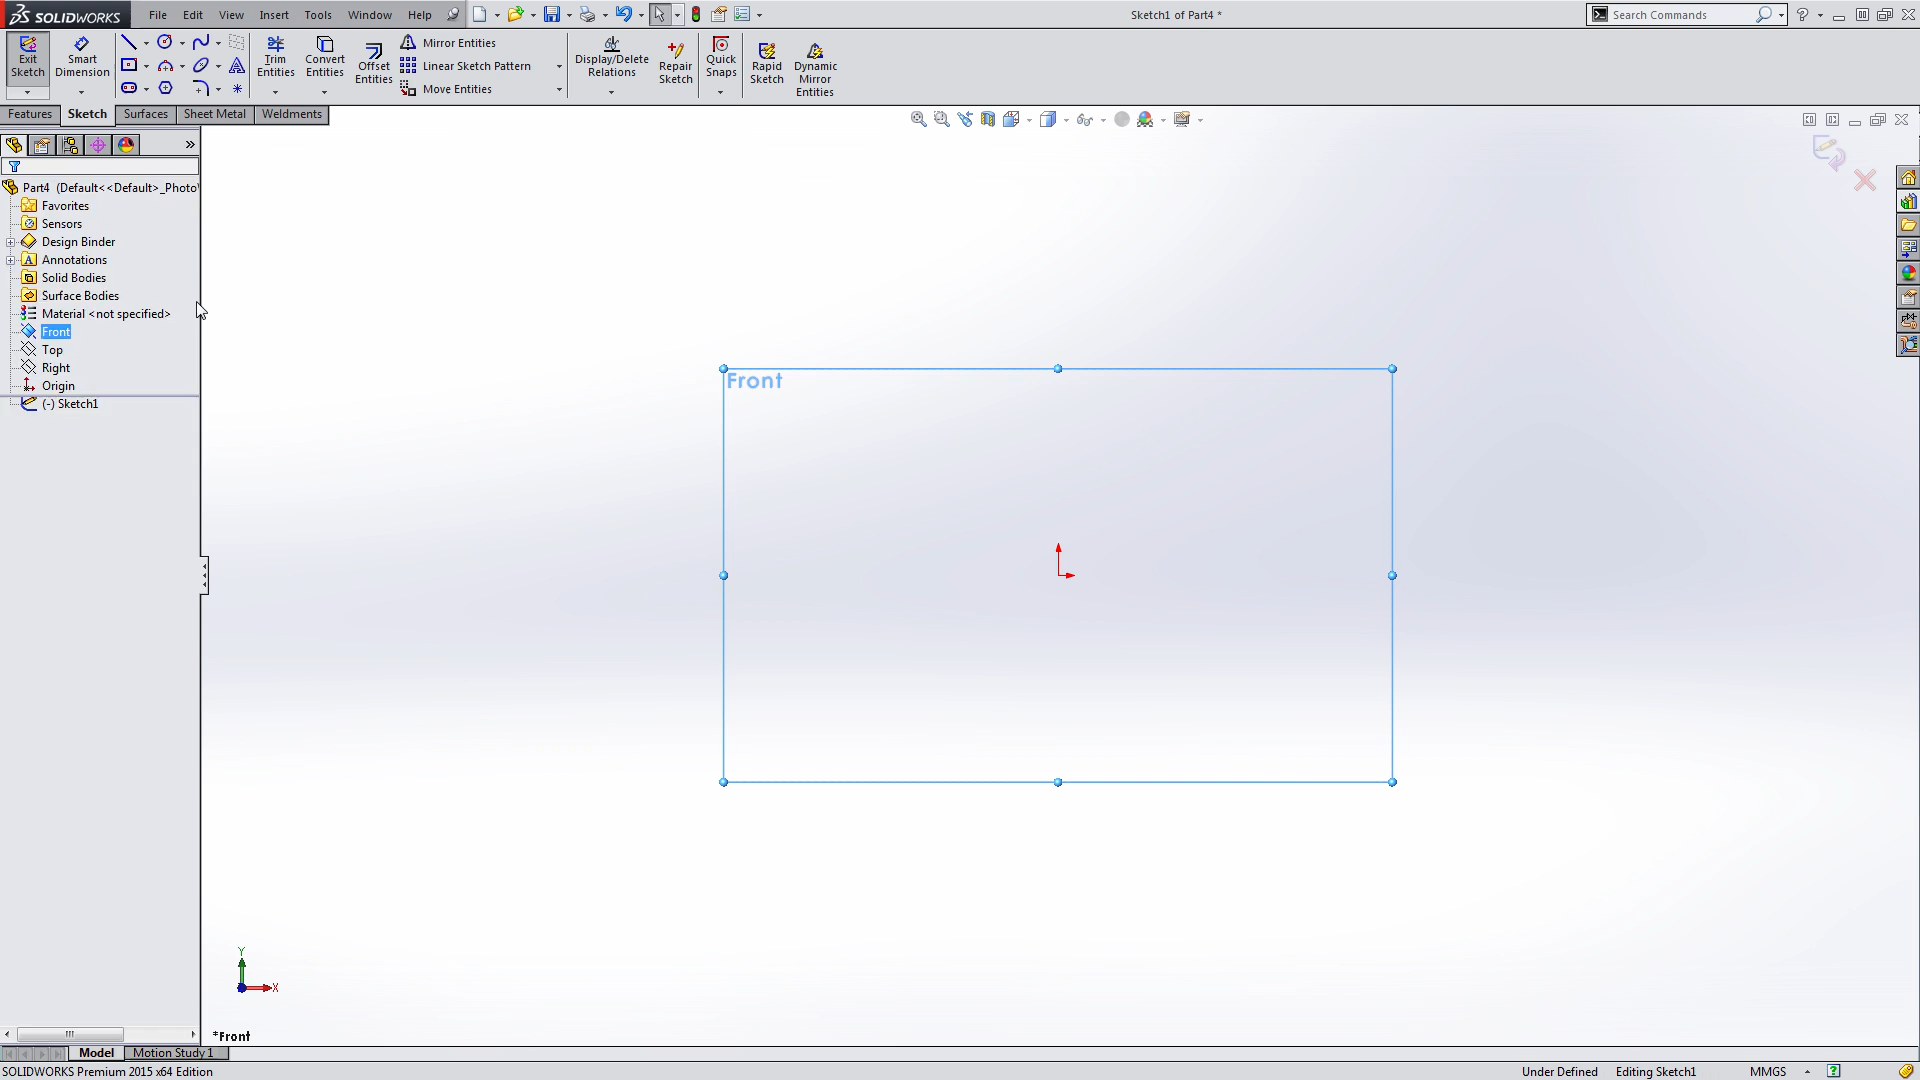 SOLIDWORKS File Edit View Insert Tools Window Help Sketch1 of Part4 * Search Commands
Exit Sketch
Smart Dimension
Trim Entities
Convert Entities
Offset Entities
Mirror Entities
Linear Sketch Pattern
Move Entities
Display/Delete Relations
Repair Sketch
Quick Snaps
Rapid Sketch
Dynamic Mirror Entities
Features Sketch Surfaces Sheet Metal Weldments
Part4 (Default<<Default>_Photo
Favorites
Sensors
Design Binder
Annotations
Solid Bodies
Surface Bodies
Material <not specified>
Front
Top
Right
Origin
(-) Sketch1
Front
Y
X
*Front
Model Motion Study 1
SOLIDWORKS Premium 2015 x64 Edition Under Defined Editing Sketch1 MMGS